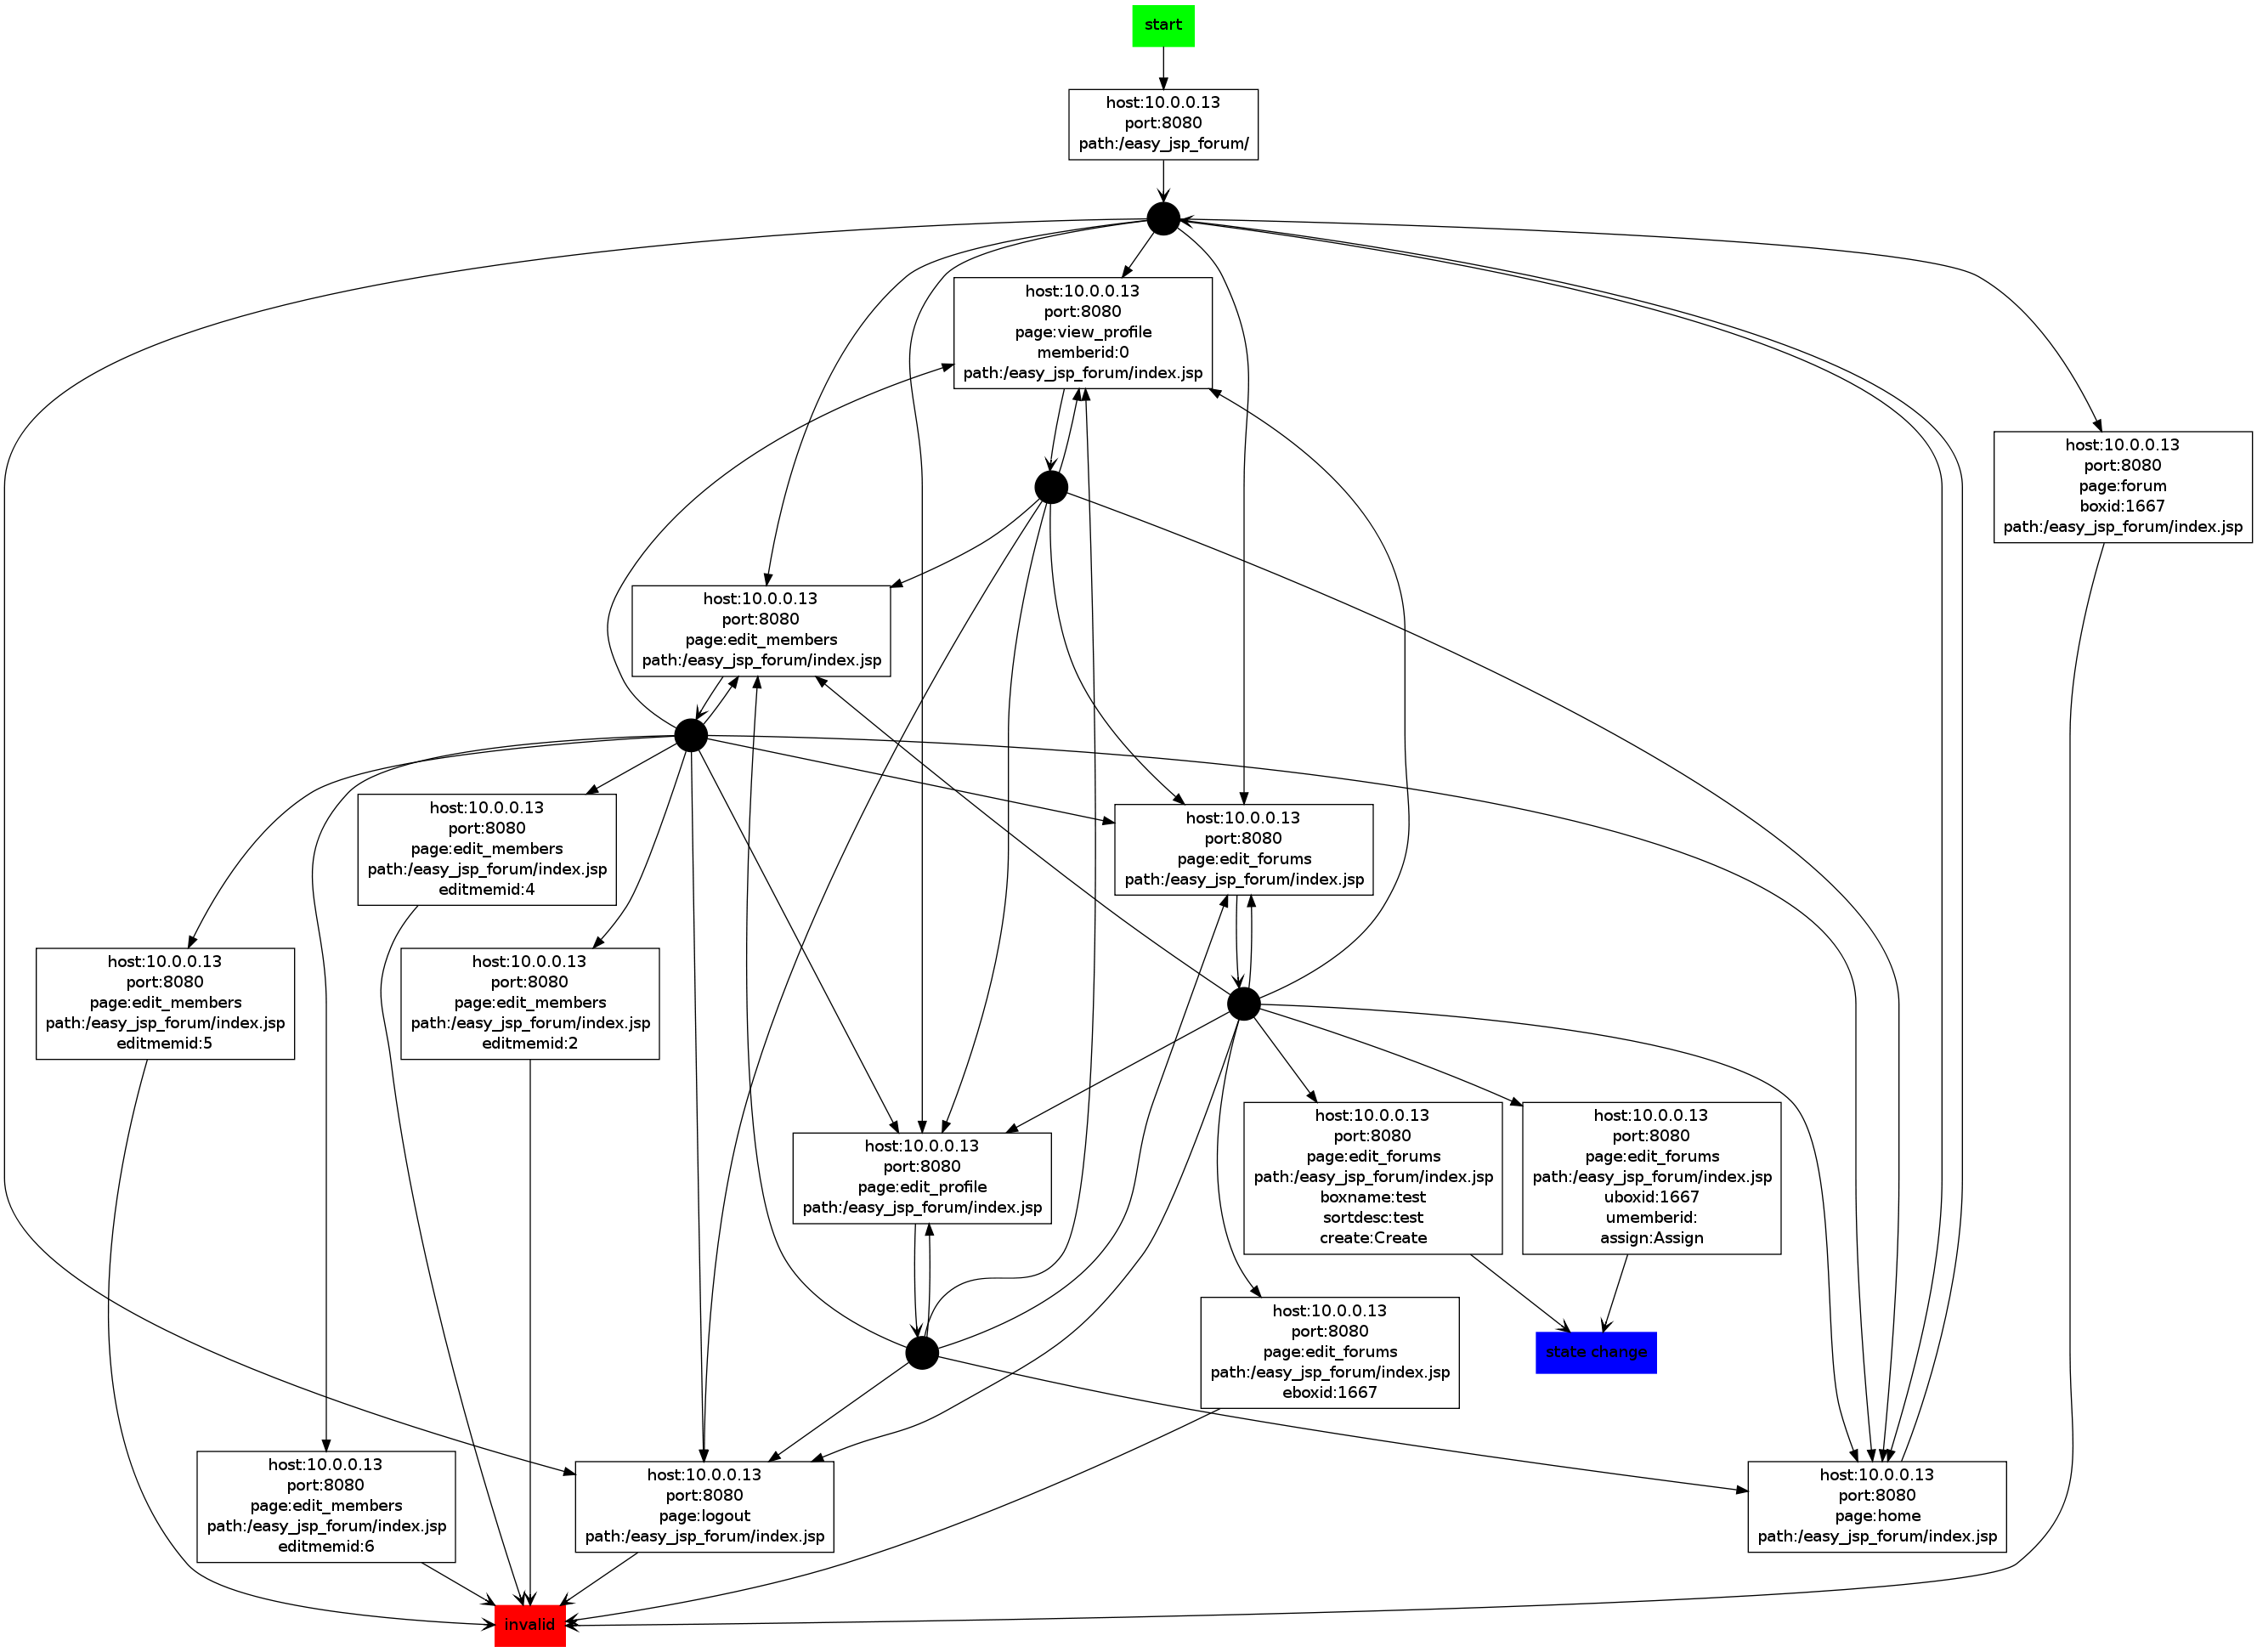 start
host:10.0.0.13
port:8080
path:/easy_jsp_forum/
host:10.0.0.13
port:8080
page:view_profile
memberid:0
path:/easy_jsp_forum/index.jsp
host:10.0.0.13
port:8080
page:forum
boxid:1667
path:/easy_jsp_forum/index.jsp
host:10.0.0.13
port:8080
page:edit_members
path:/easy_jsp_forum/index.jsp
host:10.0.0.13
port:8080
page:edit_members
path:/easy_jsp_forum/index.jsp
editmemid:4
host:10.0.0.13
port:8080
page:edit_forums
path:/easy_jsp_forum/index.jsp
host:10.0.0.13
port:8080
page:edit_members
path:/easy_jsp_forum/index.jsp
editmemid:5
host:10.0.0.13
port:8080
page:edit_members
path:/easy_jsp_forum/index.jsp
editmemid:2
host:10.0.0.13
port:8080
page:edit_profile
path:/easy_jsp_forum/index.jsp
host:10.0.0.13
port:8080
page:edit_forums
path:/easy_jsp_forum/index.jsp
boxname:test
sortdesc:test
create:Create
host:10.0.0.13
port:8080
page:edit_forums
path:/easy_jsp_forum/index.jsp
uboxid:1667
umemberid:
assign:Assign
host:10.0.0.13
port:8080
page:edit_forums
path:/easy_jsp_forum/index.jsp
eboxid:1667
state change
host:10.0.0.13
port:8080
page:edit_members
path:/easy_jsp_forum/index.jsp
editmemid:6
host:10.0.0.13
port:8080
page:logout
path:/easy_jsp_forum/index.jsp
host:10.0.0.13
port:8080
page:home
path:/easy_jsp_forum/index.jsp
invalid